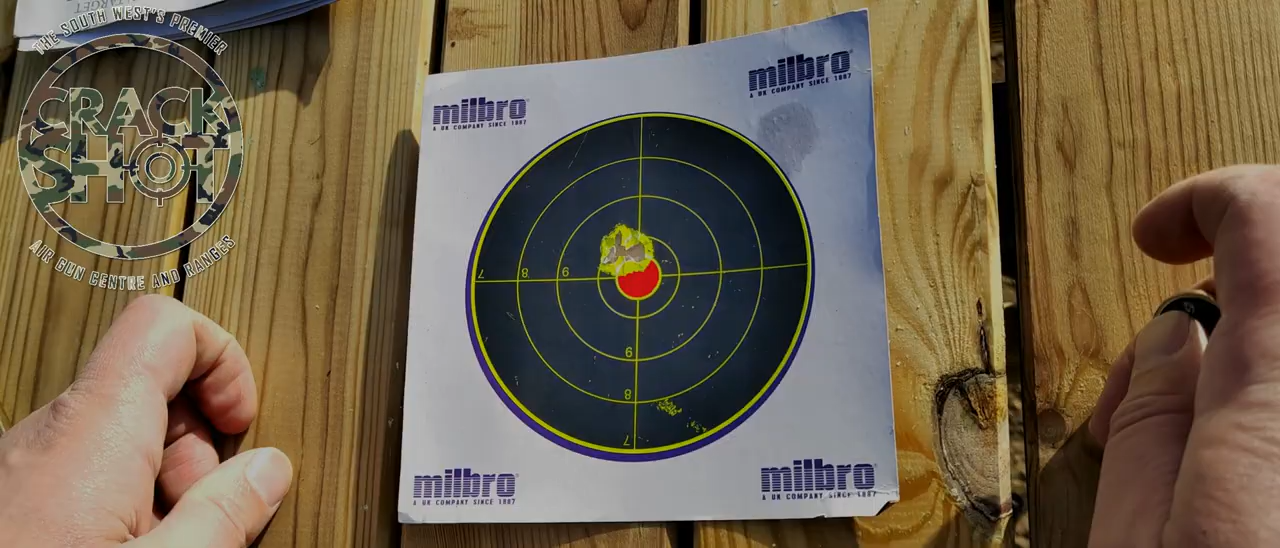 TARGET
THE SOUTH WEST'S PREMIER
CRACK
SHOT
AIR GUN CENTRE AND RANGES
milbro
A UK COMPANY SINCE 1887
milbro
A UK COMPANY SINCE 1887
7 8 9
9
8
7
milbro
A UK COMPANY SINCE 1887
milbro
A UK COMPANY SINCE 1887